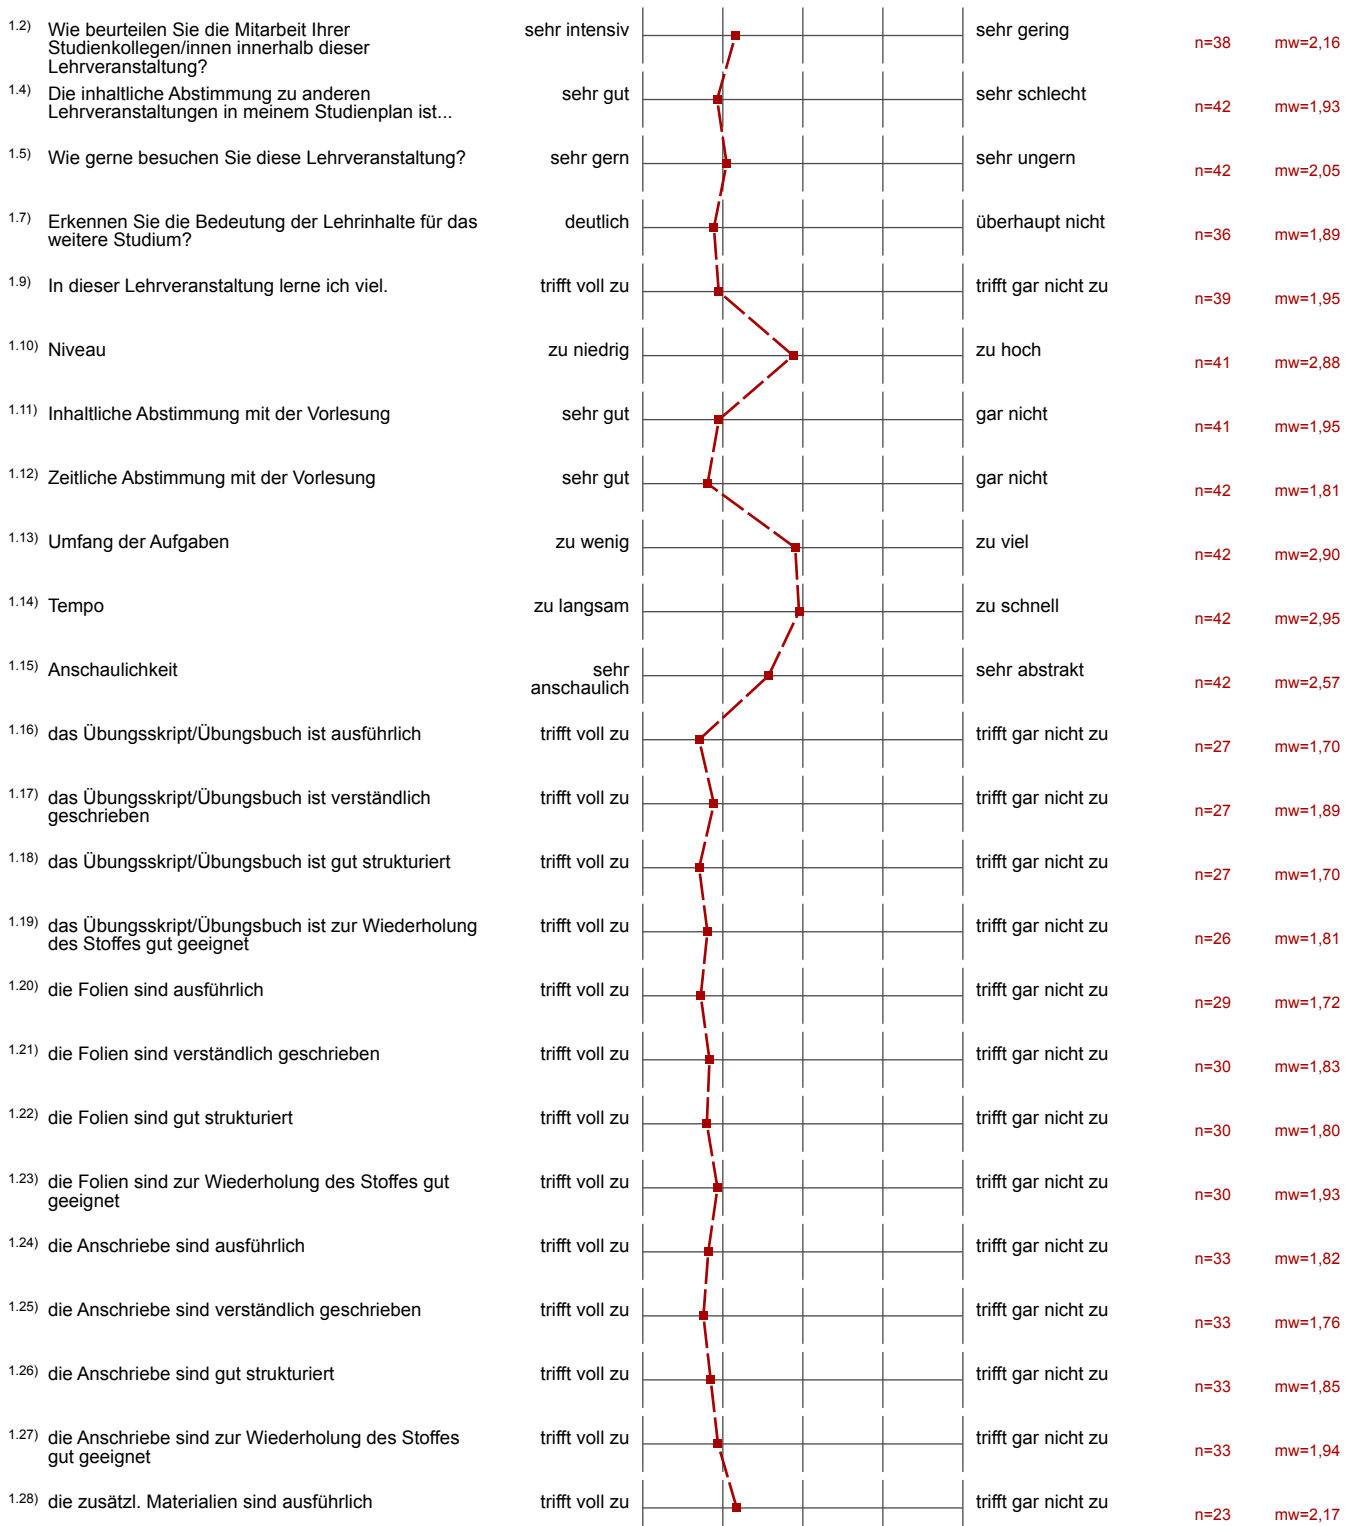 1.2) Wie beurteilen Sie die Mitarbeit Ihrer
Studienkollegen/innen innerhalb dieser
Lehrveranstaltung?
sehr intensiv
sehr gering
n=38 mw=2,16
1.4) Die inhaltliche Abstimmung zu anderen
Lehrveranstaltungen in meinem Studienplan ist...
sehr gut
sehr schlecht
n=42 mw=1,93
1.5) Wie gerne besuchen Sie diese Lehrveranstaltung?
sehr gern
sehr ungern
n=42 mw=2,05
1.7) Erkennen Sie die Bedeutung der Lehrinhalte für das
weitere Studium?
deutlich
überhaupt nicht
n=36 mw=1,89
1.9) In dieser Lehrveranstaltung lerne ich viel.
trifft voll zu
trifft gar nicht zu
n=39 mw=1,95
1.10) Niveau
zu niedrig
zu hoch
n=41 mw=2,88
1.11) Inhaltliche Abstimmung mit der Vorlesung
sehr gut
gar nicht
n=41 mw=1,95
1.12) Zeitliche Abstimmung mit der Vorlesung
sehr gut
gar nicht
n=42 mw=1,81
1.13) Umfang der Aufgaben
zu wenig
zu viel
n=42 mw=2,90
1.14) Tempo
zu langsam
zu schnell
n=42 mw=2,95
1.15) Anschaulichkeit
sehr
anschaulich
sehr abstrakt
n=42 mw=2,57
1.16) das Übungsskript/Übungsbuch ist ausführlich
trifft voll zu
trifft gar nicht zu
n=27 mw=1,70
1.17) das Übungsskript/Übungsbuch ist verständlich
geschrieben
trifft voll zu
trifft gar nicht zu
n=27 mw=1,89
1.18) das Übungsskript/Übungsbuch ist gut strukturiert
trifft voll zu
trifft gar nicht zu
n=27 mw=1,70
1.19) das Übungsskript/Übungsbuch ist zur Wiederholung
des Stoffes gut geeignet
trifft voll zu
trifft gar nicht zu
n=26 mw=1,81
1.20) die Folien sind ausführlich
trifft voll zu
trifft gar nicht zu
n=29 mw=1,72
1.21) die Folien sind verständlich geschrieben
trifft voll zu
trifft gar nicht zu
n=30 mw=1,83
1.22) die Folien sind gut strukturiert
trifft voll zu
trifft gar nicht zu
n=30 mw=1,80
1.23) die Folien sind zur Wiederholung des Stoffes gut
geeignet
trifft voll zu
trifft gar nicht zu
n=30 mw=1,93
1.24) die Anschriebe sind ausführlich
trifft voll zu
trifft gar nicht zu
n=33 mw=1,82
1.25) die Anschriebe sind verständlich geschrieben
trifft voll zu
trifft gar nicht zu
n=33 mw=1,76
1.26) die Anschriebe sind gut strukturiert
trifft voll zu
trifft gar nicht zu
n=33 mw=1,85
1.27) die Anschriebe sind zur Wiederholung des Stoffes
gut geeignet
trifft voll zu
trifft gar nicht zu
n=33 mw=1,94
1.28) die zusätzl. Materialien sind ausführlich
trifft voll zu
trifft gar nicht zu
n=23 mw=2,17